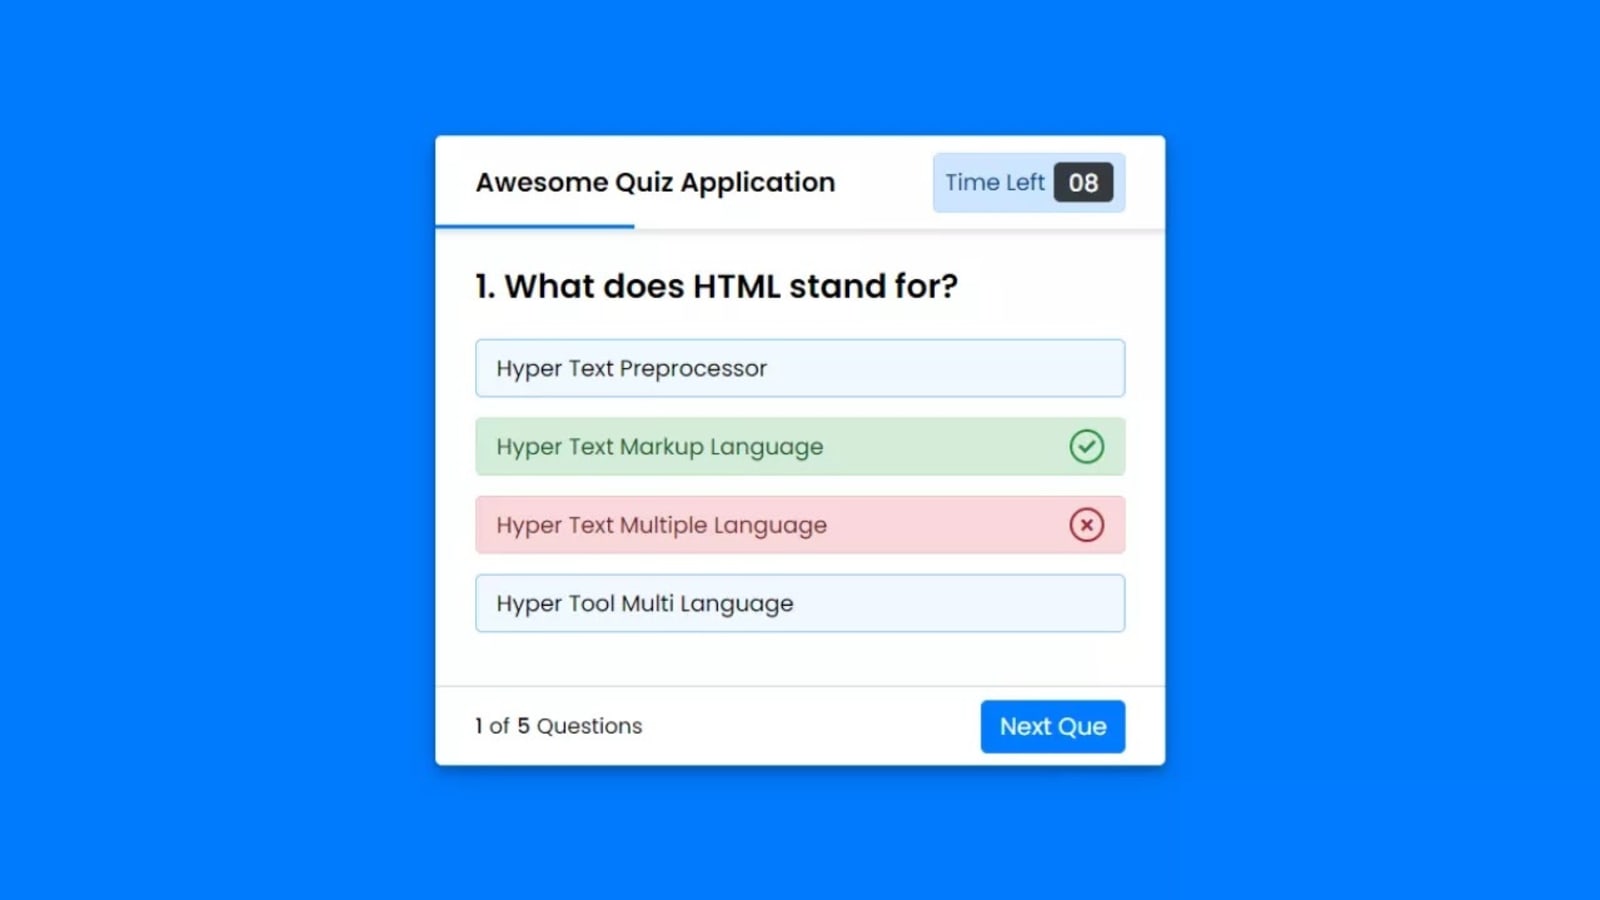 Awesome Quiz Application
Time Left 08
1. What does HTML stand for?
Hyper Text Preprocessor
Hyper Text Markup Language
Hyper Text Multiple Language
Hyper Tool Multi Language
1 of 5 Questions
Next Que